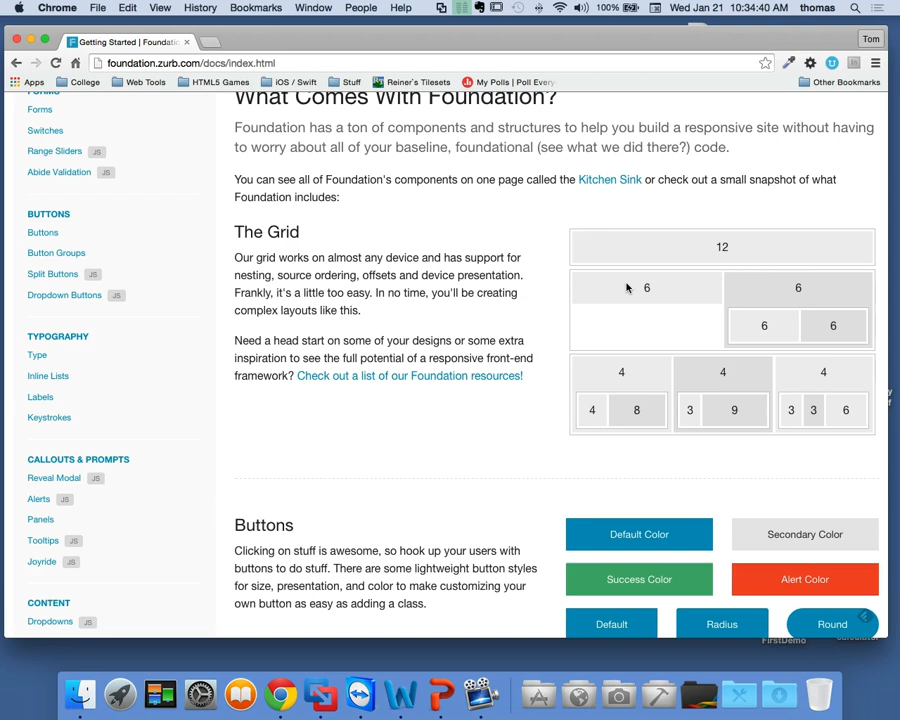 Chrome File Edit View History Bookmarks Window People Help 100% Wed Jan 21 10:34:40 AM thomas
Getting Started | Foundatio Tom
foundation.zurb.com/docs/index.html
Apps College Web Tools HTML5 Games iOS / Swift Stuff Reiner's Tilesets My Polls | Poll Every Other Bookmarks
FORMS
Forms
Switches
Range Sliders JS
Abide Validation JS
BUTTONS
Buttons
Button Groups
Split Buttons JS
Dropdown Buttons JS
TYPOGRAPHY
Type
Inline Lists
Labels
Keystrokes
CALLOUTS & PROMPTS
Reveal Modal JS
Alerts JS
Panels
Tooltips JS
Joyride JS
CONTENT
Dropdowns JS
What Comes With Foundation?
Foundation has a ton of components and structures to help you build a responsive site without having
to worry about all of your baseline, foundational (see what we did there?) code.
You can see all of Foundation's components on one page called the Kitchen Sink or check out a small snapshot of what
Foundation includes:
The Grid
Our grid works on almost any device and has support for
nesting, source ordering, offsets and device presentation.
Frankly, it's a little too easy. In no time, you'll be creating
complex layouts like this.
Need a head start on some of your designs or some extra
inspiration to see the full potential of a responsive front-end
framework? Check out a list of our Foundation resources!
12
6 6
6 6
4 4 4
4 8 3 9 3 3 6
Buttons
Clicking on stuff is awesome, so hook up your users with
buttons to do stuff. There are some lightweight button styles
for size, presentation, and color to make customizing your
own button as easy as adding a class.
Default Color Secondary Color
Success Color Alert Color
Default Radius Round
FirstDemo